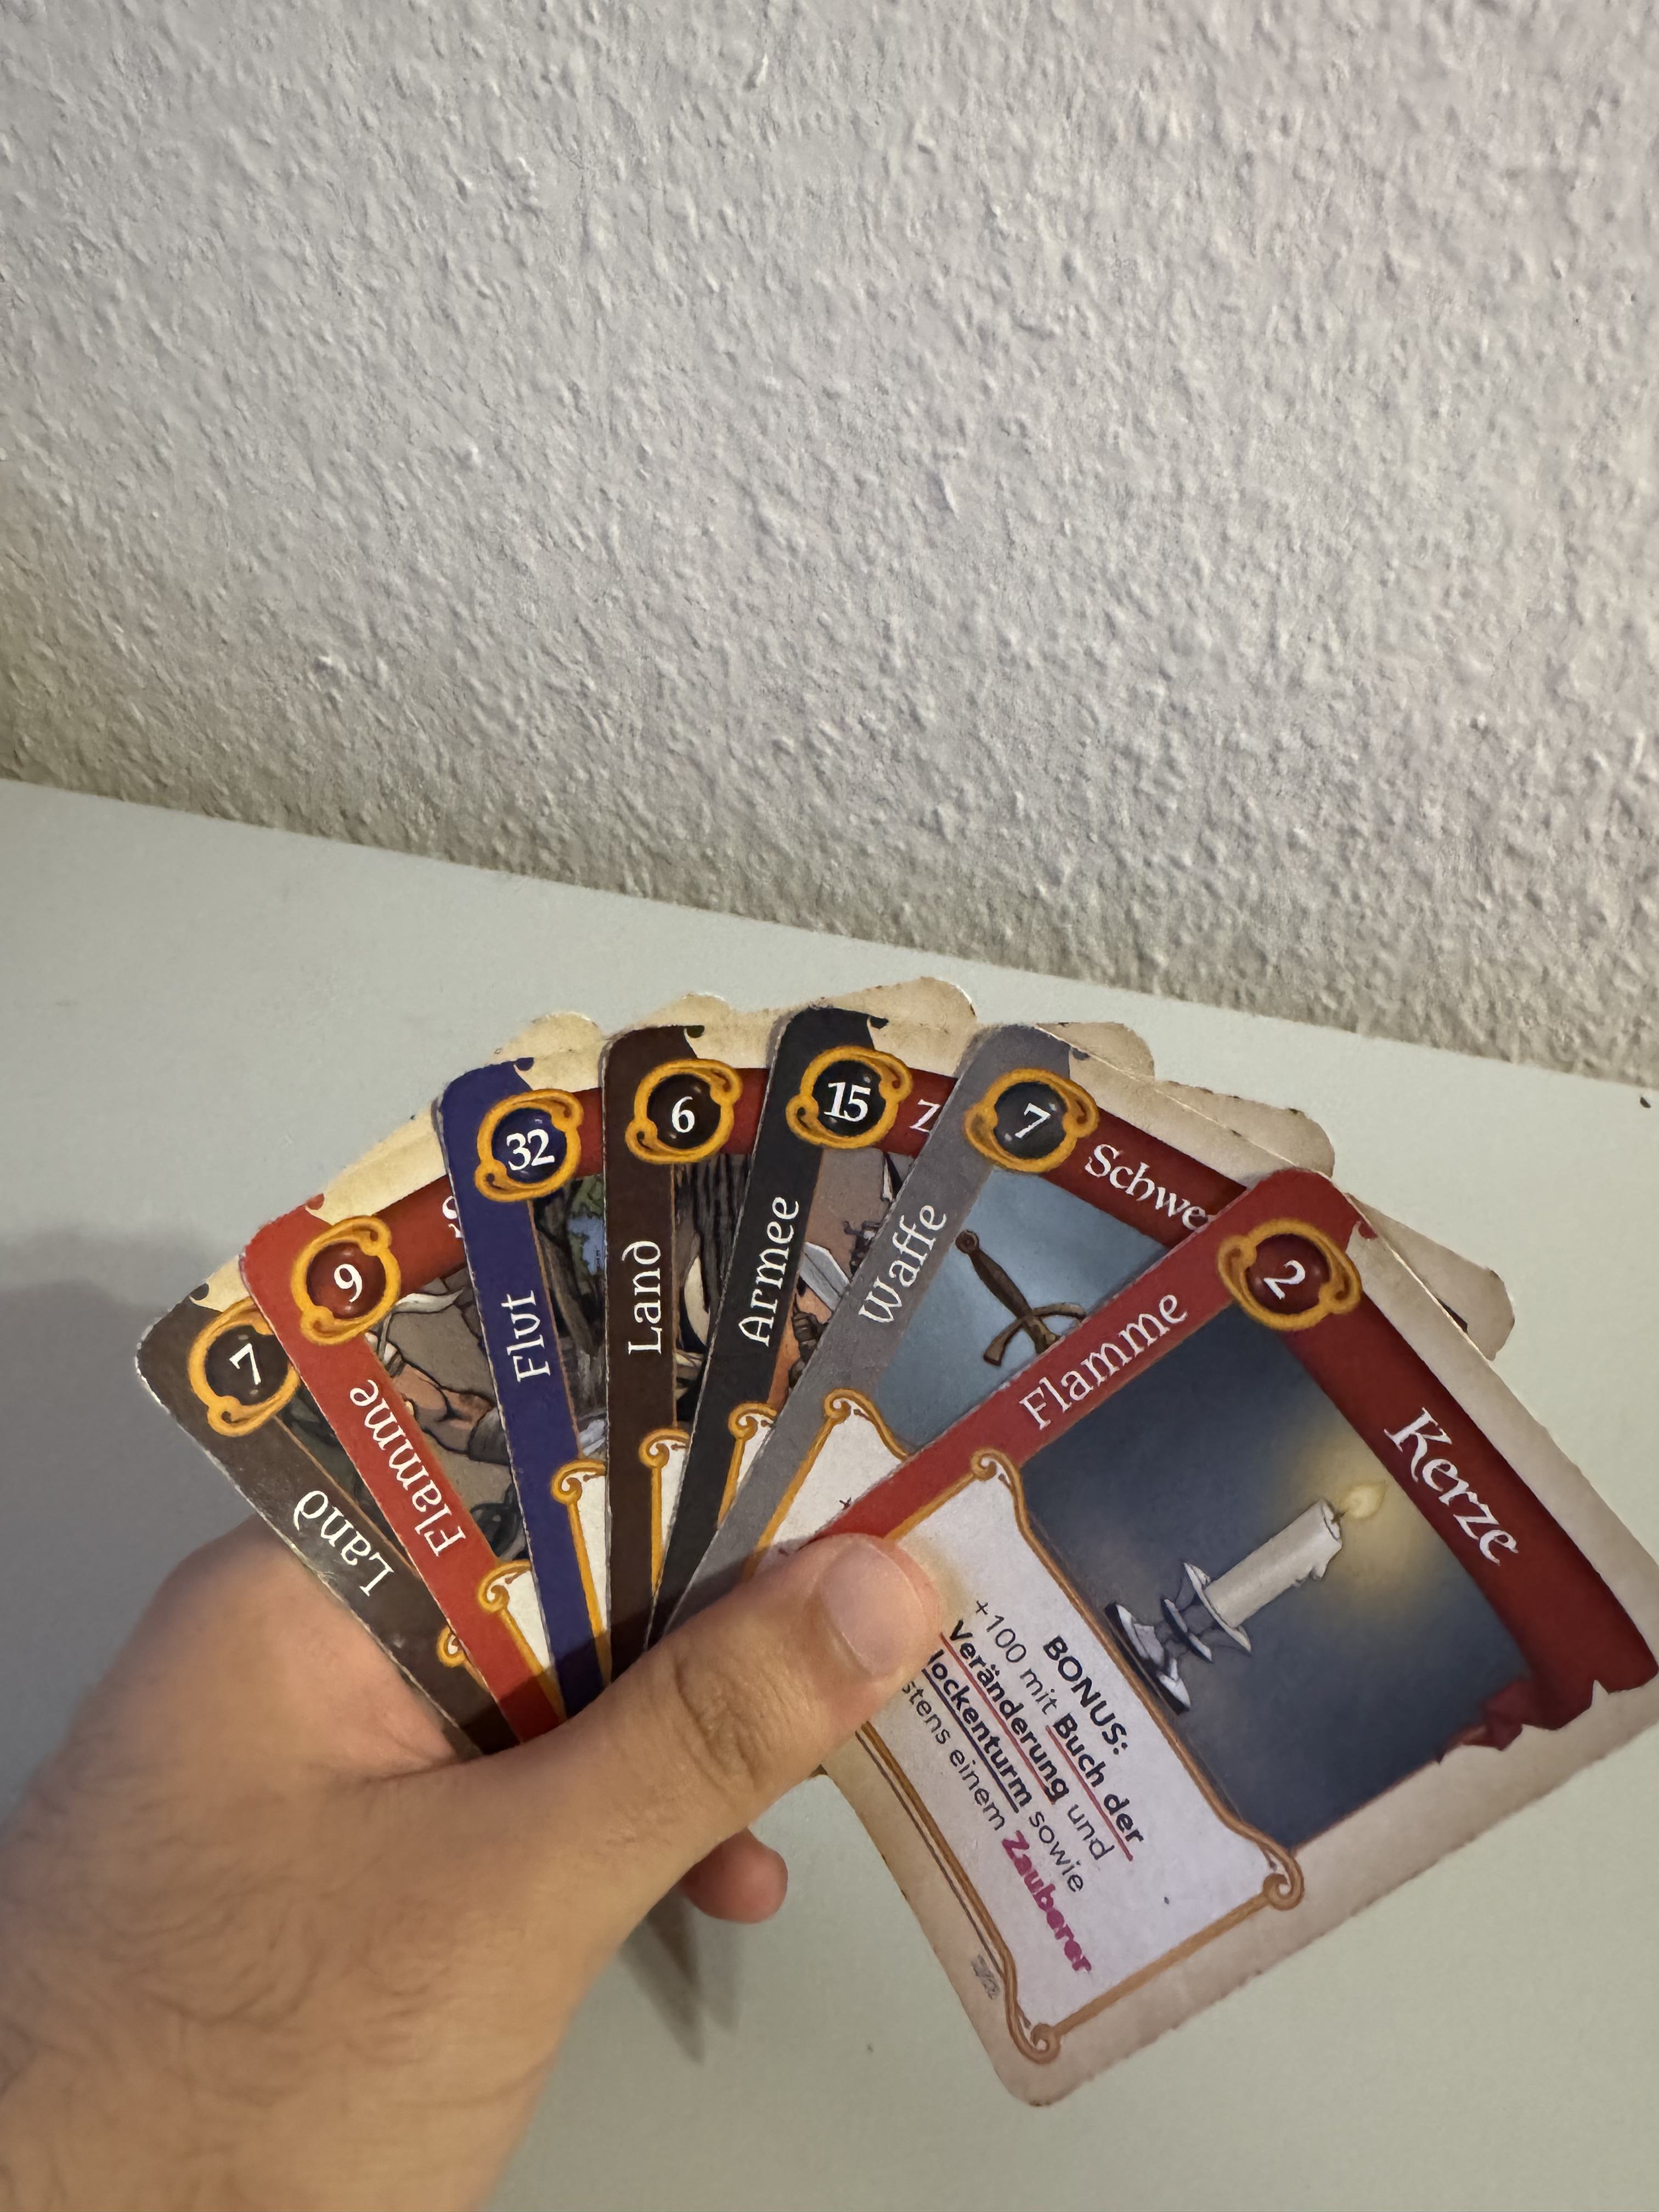 7
Land
9
Flamme
32
Flut
6
Land
15
Armee
Z
7
Waffe
Schwe
2
Flamme
Kerze
BONUS:
+100 mit Buch der
Veränderung und
lockenturm sowie
stens einem Zauberer